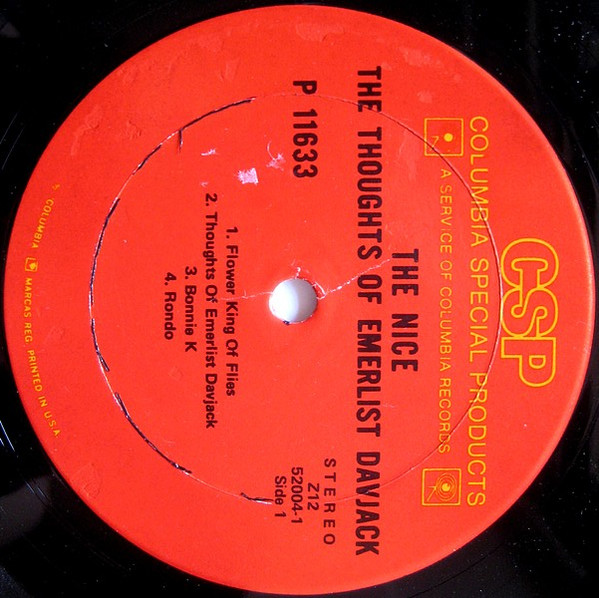 CSP
COLUMBIA SPECIAL PRODUCTS
A SERVICE OF COLUMBIA RECORDS
THE NICE
THE THOUGHTS OF EMERLIST DAVJACK
P 11633
STEREO
Z12
52004-1
Side 1
1. Flower King Of Flies
2. Thoughts Of Emerlist Davjack
3. Bonnie K
4. Rondo
COLUMBIA MARCAS REG. PRINTED IN U.S.A.